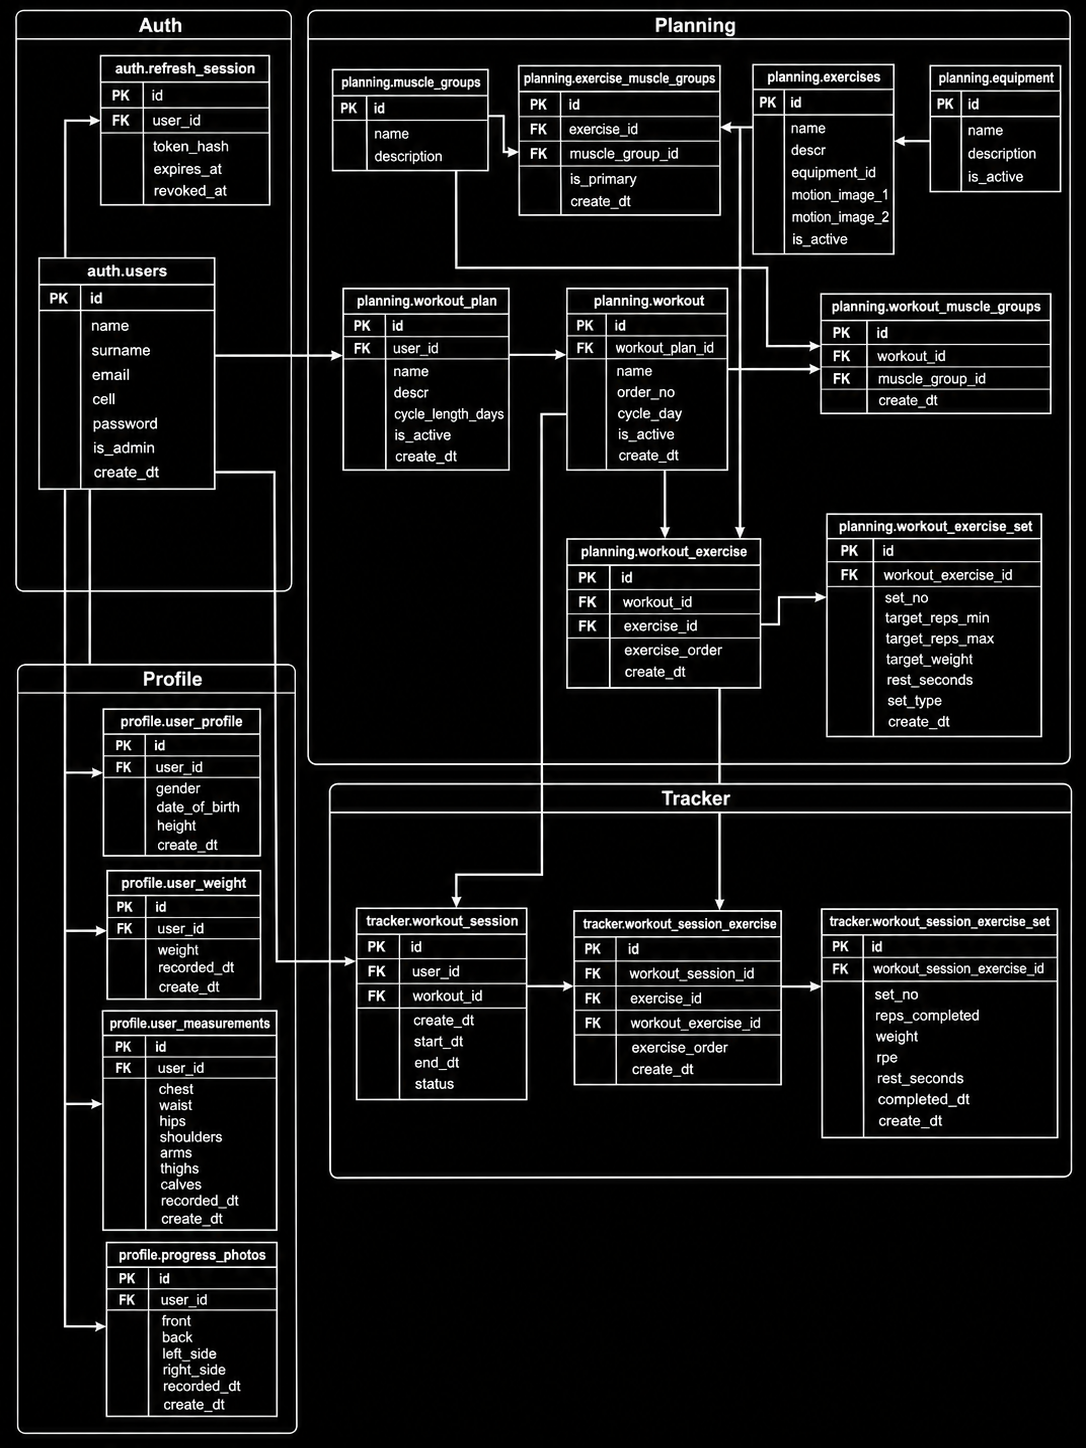 Auth
auth.refresh_session
PK id
FK user_id
token_hash
expires_at
revoked_at
auth.users
PK id
name
surname
email
cell
password
is_admin
create_dt
Planning
planning.muscle_groups
PK id
name
description
planning.exercise_muscle_groups
PK id
FK exercise_id
FK muscle_group_id
is_primary
create_dt
planning.exercises
PK id
name
descr
equipment_id
motion_image_1
motion_image_2
is_active
planning.equipment
PK id
name
description
is_active
planning.workout_plan
PK id
FK user_id
name
descr
cycle_length_days
is_active
create_dt
planning.workout
PK id
FK workout_plan_id
name
order_no
cycle_day
is_active
create_dt
planning.workout_muscle_groups
PK id
FK workout_id
FK muscle_group_id
create_dt
planning.workout_exercise
PK id
FK workout_id
FK exercise_id
exercise_order
create_dt
planning.workout_exercise_set
PK id
FK workout_exercise_id
set_no
target_reps_min
target_reps_max
target_weight
rest_seconds
set_type
create_dt
Profile
profile.user_profile
PK id
FK user_id
gender
date_of_birth
height
create_dt
profile.user_weight
PK id
FK user_id
weight
recorded_dt
create_dt
profile.user_measurements
PK id
FK user_id
chest
waist
hips
shoulders
arms
thighs
calves
recorded_dt
create_dt
profile.progress_photos
PK id
FK user_id
front
back
left_side
right_side
recorded_dt
create_dt
Tracker
tracker.workout_session
PK id
FK user_id
FK workout_id
create_dt
start_dt
end_dt
status
tracker.workout_session_exercise
PK id
FK workout_session_id
FK exercise_id
FK workout_exercise_id
exercise_order
create_dt
tracker.workout_session_exercise_set
PK id
FK workout_session_exercise_id
set_no
reps_completed
weight
rpe
rest_seconds
completed_dt
create_dt